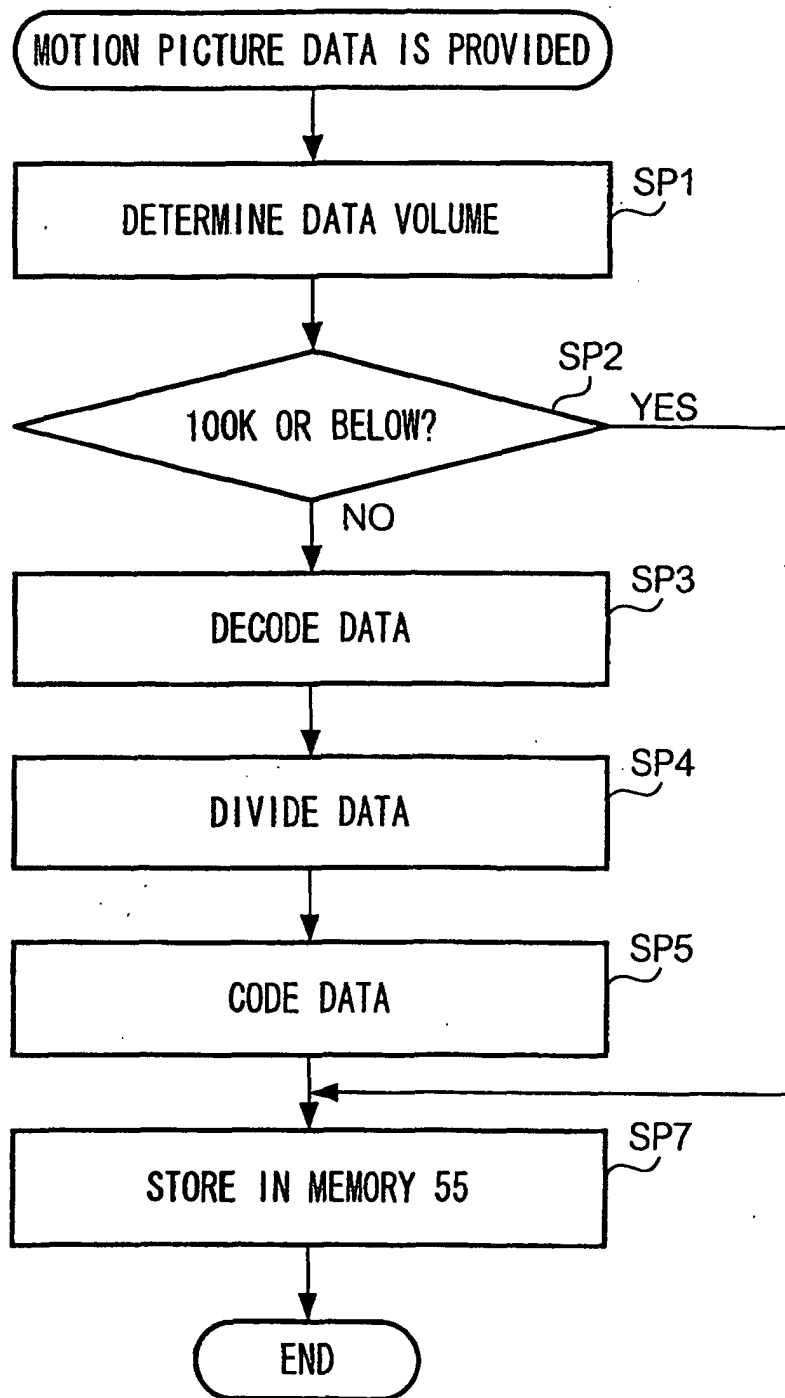 MOTION PICTURE DATA IS PROVIDED
SP1
DETERMINE DATA VOLUME
SP2
100K OR BELOW?
YES
NO
SP3
DECODE DATA
SP4
DIVIDE DATA
SP5
CODE DATA
SP7
STORE IN MEMORY 55
END